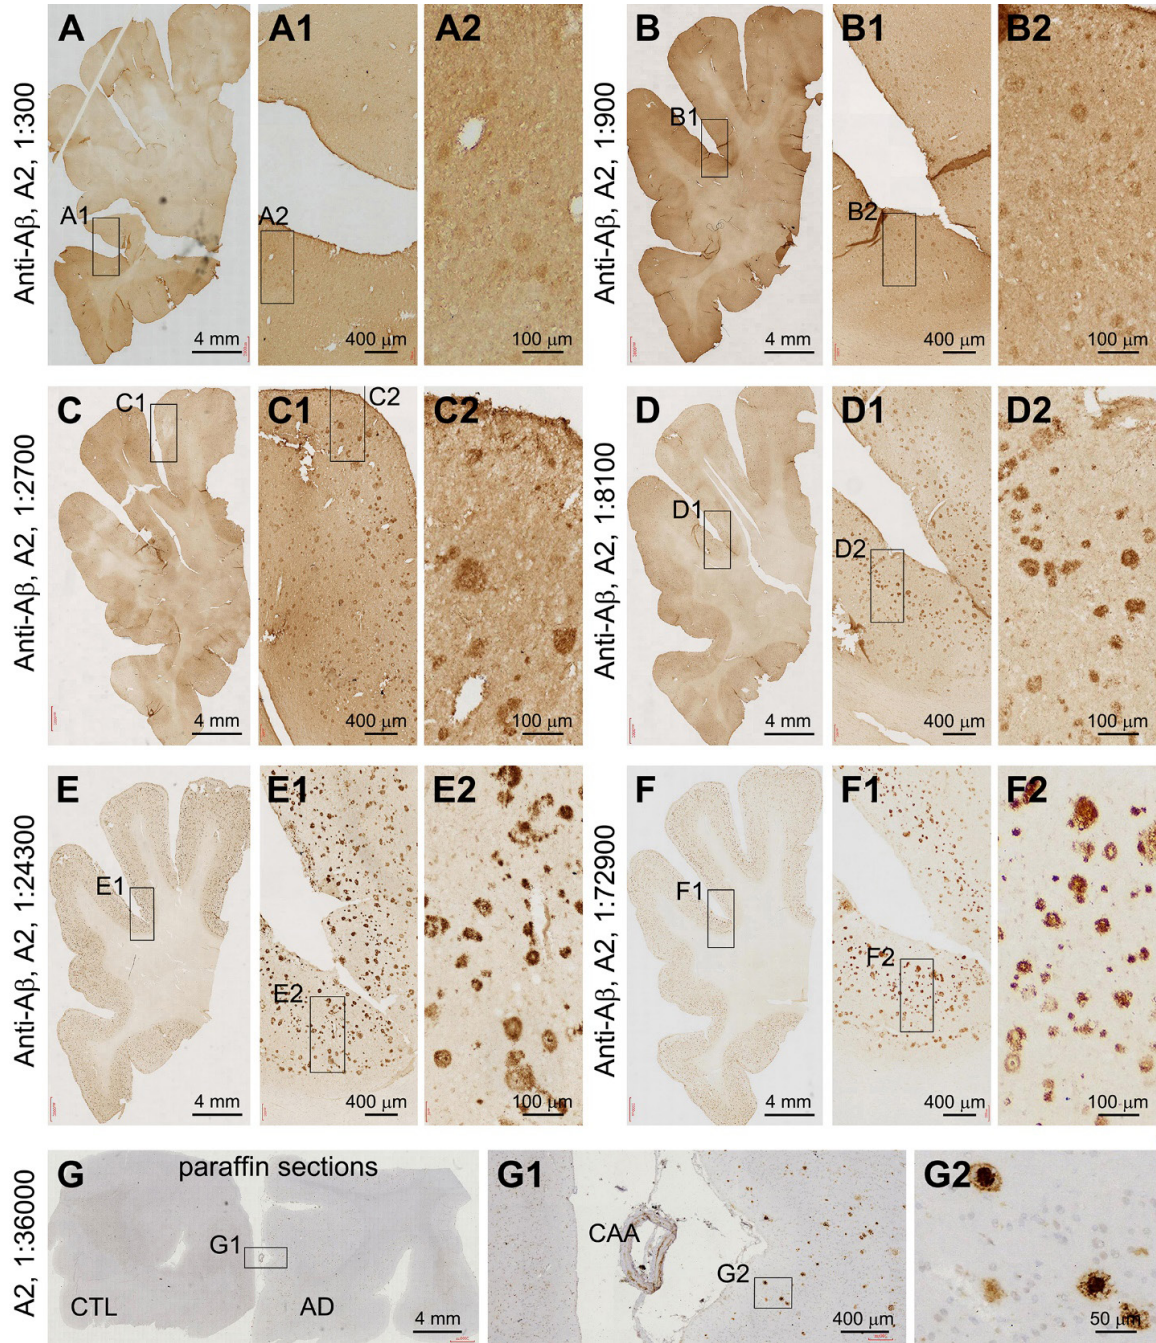 Anti-Aβ, A2, 1:300
A
A1
4 mm
A1
A2
400 µm
A2
100 µm
Anti-Aβ, A2, 1:900
B
B1
4 mm
B1
B2
400 µm
B2
100 µm
Anti-Aβ, A2, 1:2700
C
C1
4 mm
C1
C2
400 µm
C2
100 µm
Anti-Aβ, A2, 1:8100
D
D1
4 mm
D1
D2
400 µm
D2
100 µm
Anti-Aβ, A2, 1:24300
E
E1
4 mm
E1
E2
400 µm
E2
100 µm
Anti-Aβ, A2, 1:72900
F
F1
4 mm
F1
F2
400 µm
F2
100 µm
A2, 1:36000
G
paraffin sections
G1
CTL
AD
4 mm
G1
CAA
G2
400 µm
G2
50 µm